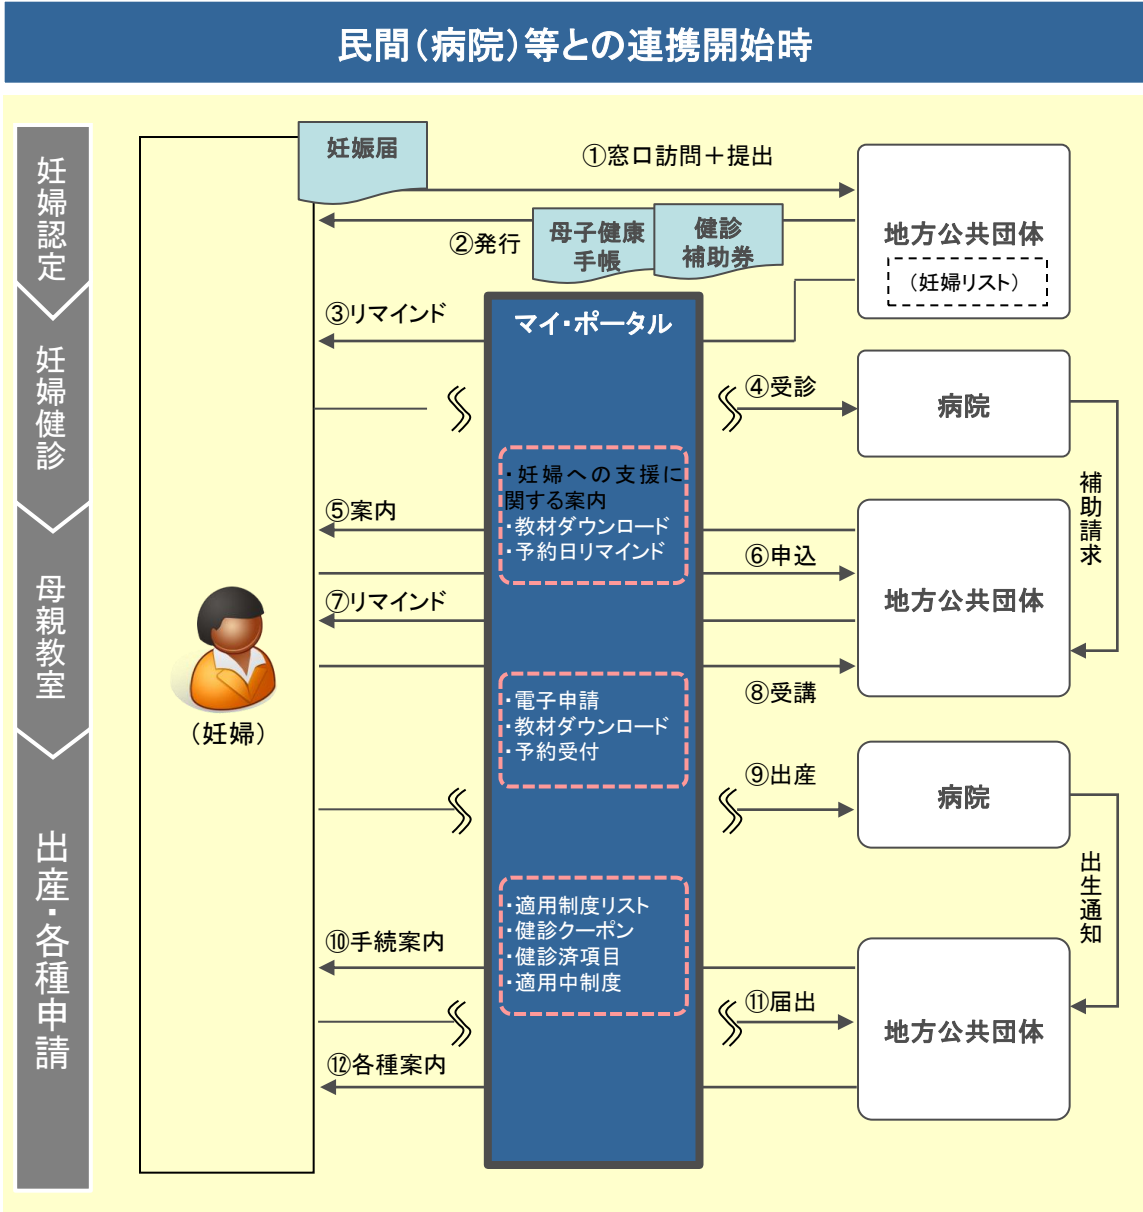 民間（病院）等との連携開始時
妊婦認定
妊婦健診
母親教室
出産・各種申請
妊娠届
①窓口訪問＋提出
②発行
母子健康
手帳
健診
補助券
地方公共団体
（妊婦リスト）
③リマインド
マイ・ポータル
④受診
病院
補助請求
・妊婦への支援に
関する案内
・教材ダウンロード
・予約日リマインド
⑤案内
⑥申込
⑦リマインド
地方公共団体
⑧受講
（妊婦）
・電子申請
・教材ダウンロード
・予約受付
⑨出産
病院
出生通知
・適用制度リスト
・健診クーポン
・健診済項目
・適用中制度
⑩手続案内
⑪届出
地方公共団体
⑫各種案内